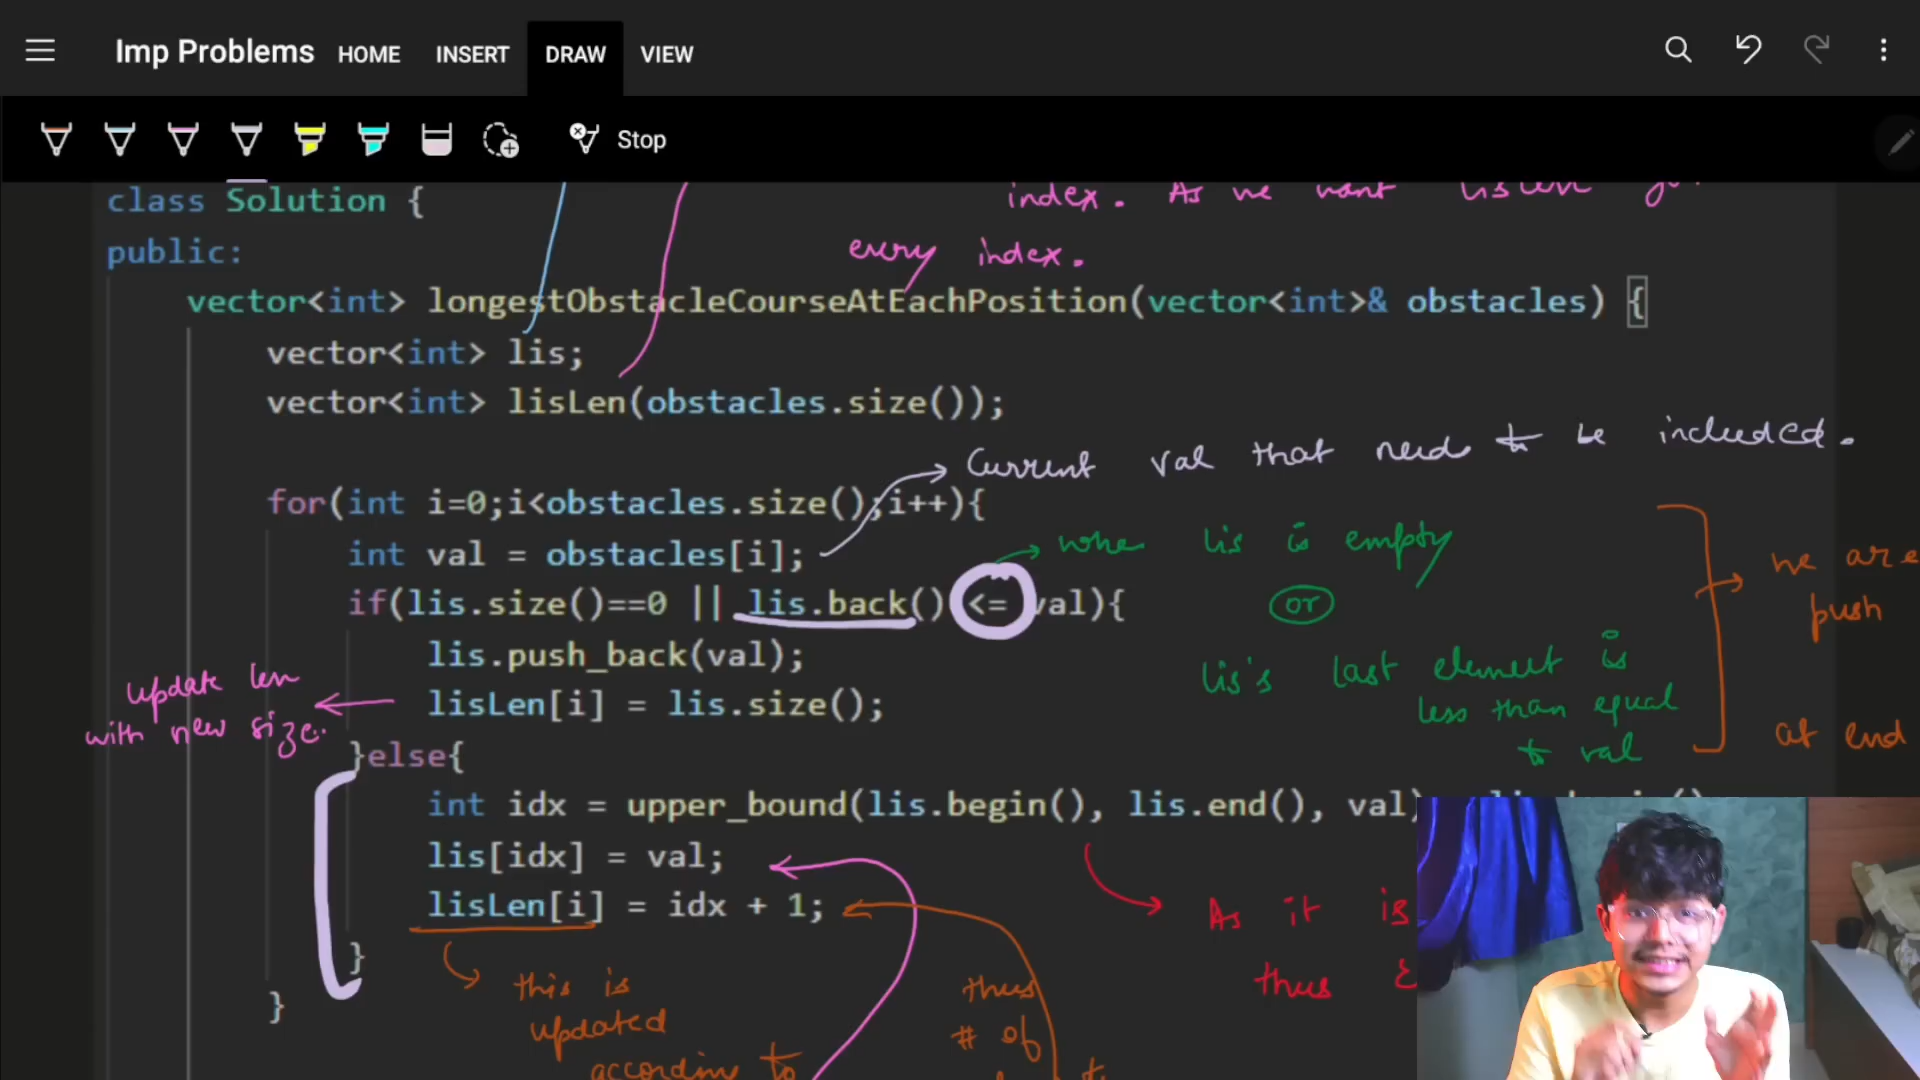 Imp Problems HOME INSERT DRAW VIEW
Stop
class Solution {
index. As we want
public:
every index.
vector<int> longestObstacleCourseAtEachPosition(vector<int>& obstacles) {
vector<int> lis;
vector<int> lisLen(obstacles.size());
Current val that need to be included.
for(int i=0;i<obstacles.size();i++){
when lis is empty
int val = obstacles[i];
we are
if(lis.size()==0 || lis.back() <= val){
or
push
lis.push_back(val);
lis's last element is
update len
lisLen[i] = lis.size();
less than equal
with new size.
}else{
to val
at end
int idx = upper_bound(lis.begin(), lis.end(), val)
lis[idx] = val;
lisLen[i] = idx + 1;
As it is
}
this is
thus
thus
}
updated
# of
according to